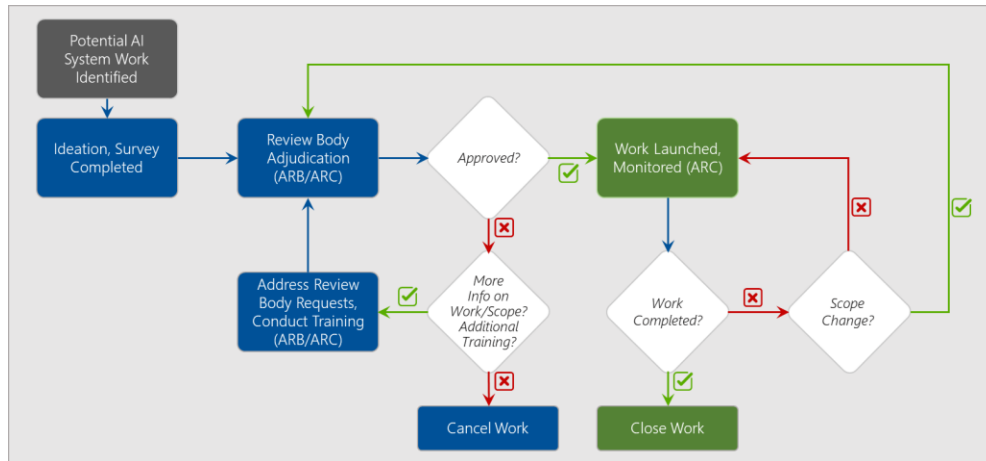 Potential AI
System Work
Identified
Ideation, Survey
Completed
Review Body
Adjudication
(ARB/ARC)
Approved?
Work Launched,
Monitored (ARC)
Address Review
Body Requests,
Conduct Training
(ARB/ARC)
More
Info on
Work/Scope?
Additional
Training?
Work
Completed?
Scope
Change?
Cancel Work
Close Work